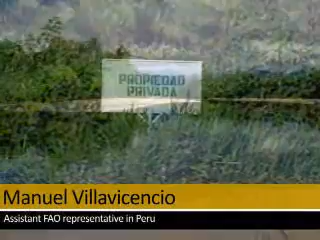 PROPIEDAD
PRIVADA
Manuel Villavicencio
Assistant FAO representative in Peru